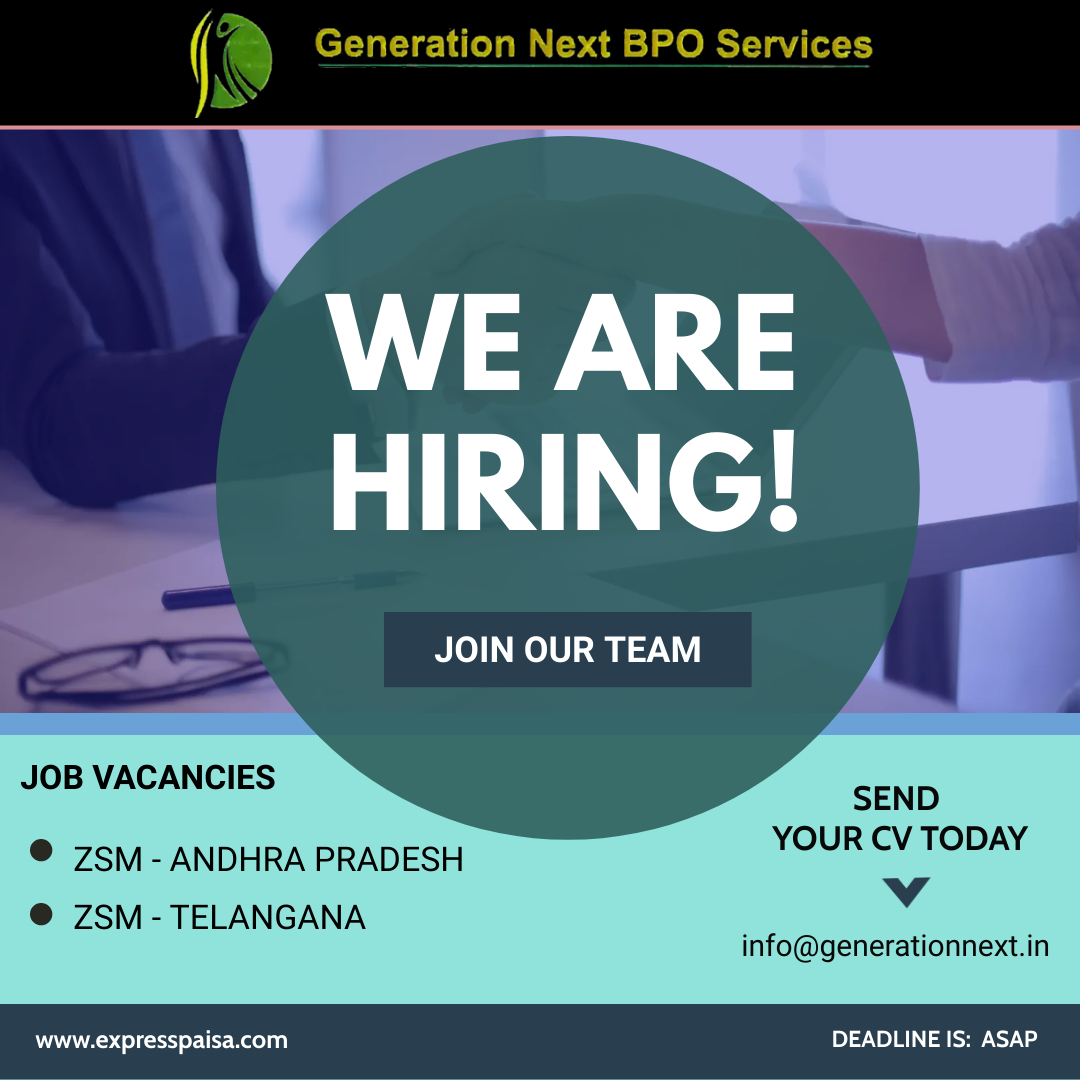 Generation Next BPO Services
WE ARE
HIRING!
JOIN OUR TEAM
JOB VACANCIES
ZSM - ANDHRA PRADESH
ZSM - TELANGANA
SEND
YOUR CV TODAY
info@generationnext.in
www.expresspaisa.com
DEADLINE IS: ASAP